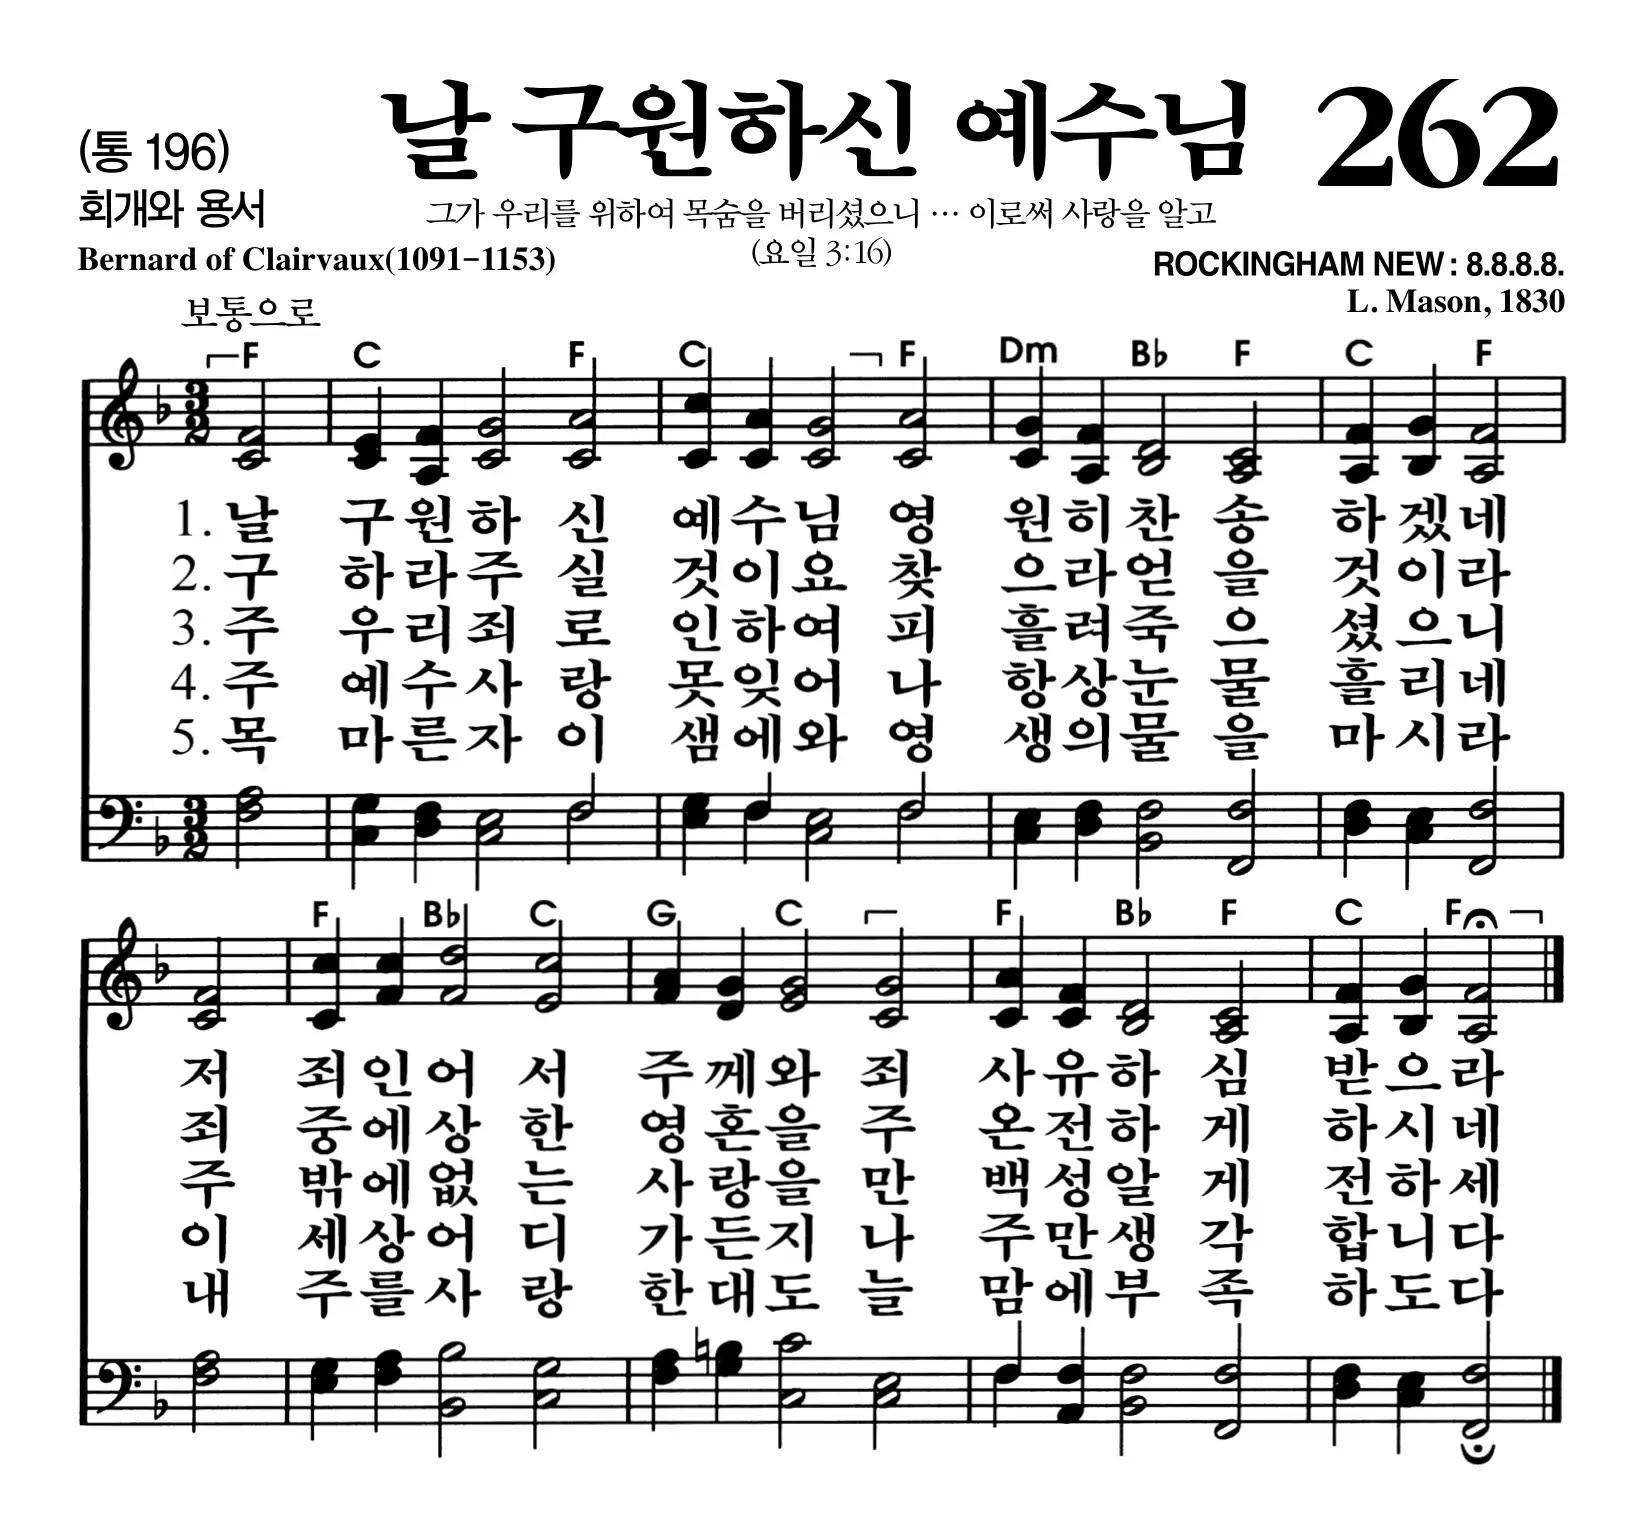 날 구원하신 예수님 262
(통 196)
회개와 용서
그가 우리를 위하여 목숨을 버리셨으니 … 이로써 사랑을 알고
(요일 3:16)
Bernard of Clairvaux(1091-1153)
ROCKINGHAM NEW : 8.8.8.8.
L. Mason, 1830
보통으로
F C F C F Dm B♭ F C F
1. 날 구 원 하 신 예 수 님 영 원 히 찬 송 하 겠 네
2. 구 하 라 주 실 것 이 요 찾 으 라 얻 을 것 이 라
3. 주 우 리 죄 로 인 하 여 피 흘 려 죽 으 셨 으 니
4. 주 예 수 사 랑 못 잊 어 나 항 상 눈 물 흘 리 네
5. 목 마 른 자 이 샘 에 와 영 생 의 물 을 마 시 라
F B♭ C G C F B♭ F C F
저 죄 인 어 서 주 께 와 죄 사 유 하 심 받 으 라
죄 중 에 상 한 영 혼 을 주 온 전 하 게 하 시 네
주 밖 에 없 는 사 랑 을 만 백 성 알 게 전 하 세
이 세 상 어 디 가 든 지 나 주 만 생 각 합 니 다
내 주 를 사 랑 한 대 도 늘 맘 에 부 족 하 도 다